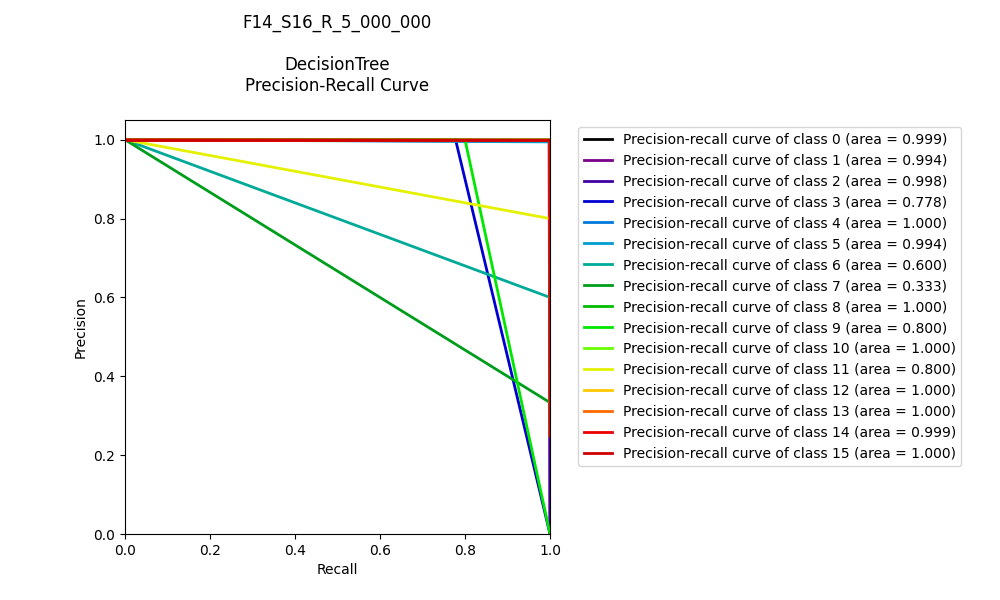 F14_S16_R_5_000_000
DecisionTree
Precision-Recall Curve
1.0
0.8
0.6
0.4
0.2
0.0
Precision
0.0 0.2 0.4 0.6 0.8 1.0
Recall
Precision-recall curve of class 0 (area = 0.999)
Precision-recall curve of class 1 (area = 0.994)
Precision-recall curve of class 2 (area = 0.998)
Precision-recall curve of class 3 (area = 0.778)
Precision-recall curve of class 4 (area = 1.000)
Precision-recall curve of class 5 (area = 0.994)
Precision-recall curve of class 6 (area = 0.600)
Precision-recall curve of class 7 (area = 0.333)
Precision-recall curve of class 8 (area = 1.000)
Precision-recall curve of class 9 (area = 0.800)
Precision-recall curve of class 10 (area = 1.000)
Precision-recall curve of class 11 (area = 0.800)
Precision-recall curve of class 12 (area = 1.000)
Precision-recall curve of class 13 (area = 1.000)
Precision-recall curve of class 14 (area = 0.999)
Precision-recall curve of class 15 (area = 1.000)